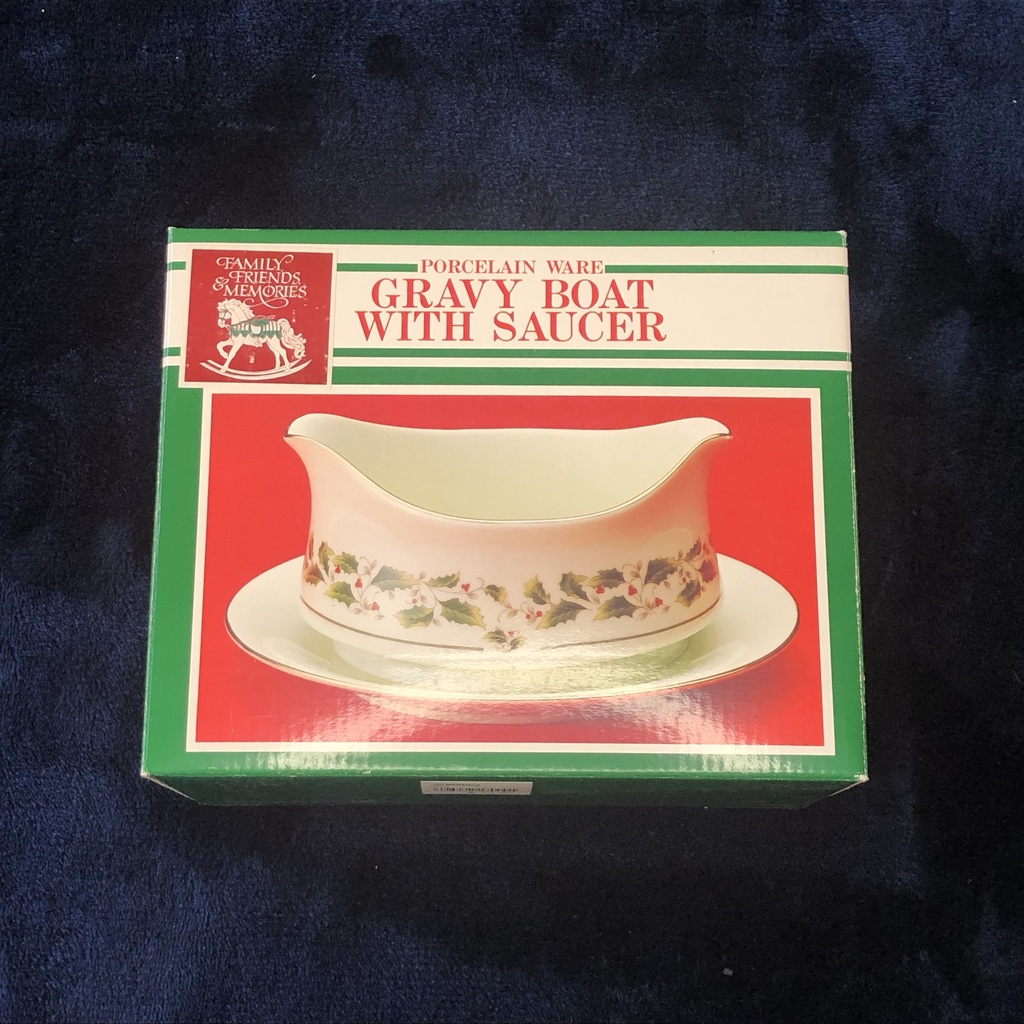 FAMILY,
FRIENDS
& MEMORIES
PORCELAIN WARE
GRAVY BOAT
WITH SAUCER